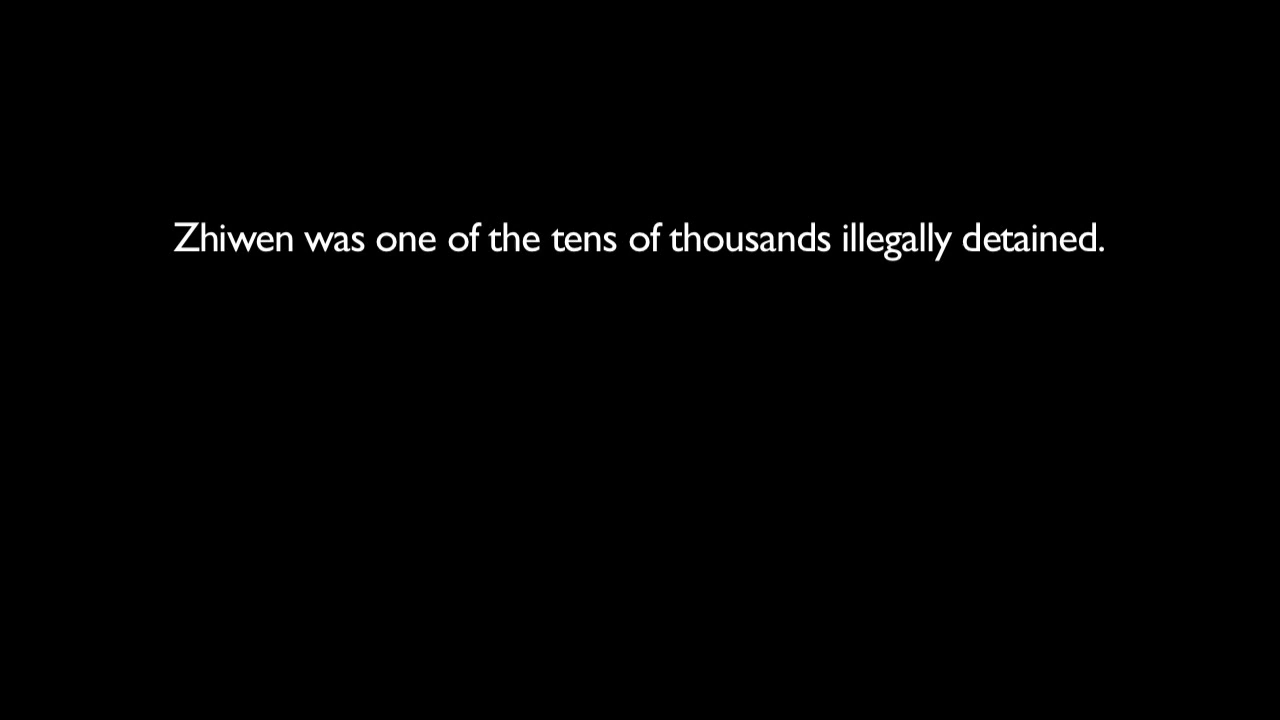 Zhiwen was one of the tens of thousands illegally detained.